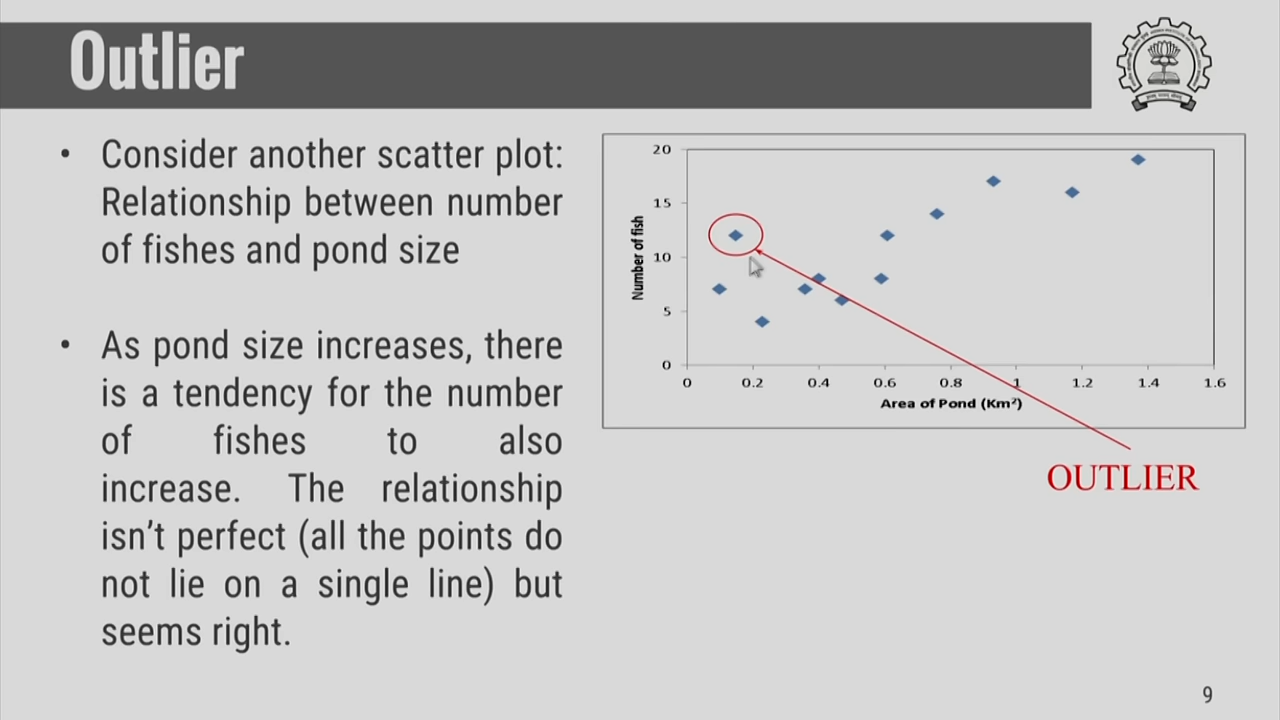 Outlier
• Consider another scatter plot:
Relationship between number
of fishes and pond size
• As pond size increases, there
is a tendency for the number
of fishes to also
increase. The relationship
isn't perfect (all the points do
not lie on a single line) but
seems right.
Number of fish
20
15
10
5
0
0 0.2 0.4 0.6 0.8 1 1.2 1.4 1.6
Area of Pond (Km²)
OUTLIER
9